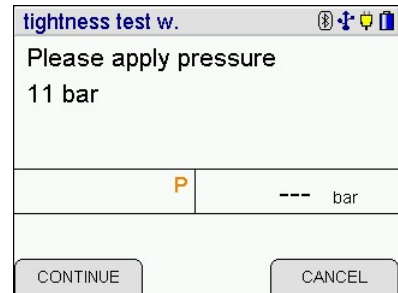 tightness test w.
Please apply pressure
11 bar
P
--- bar
CONTINUE
CANCEL